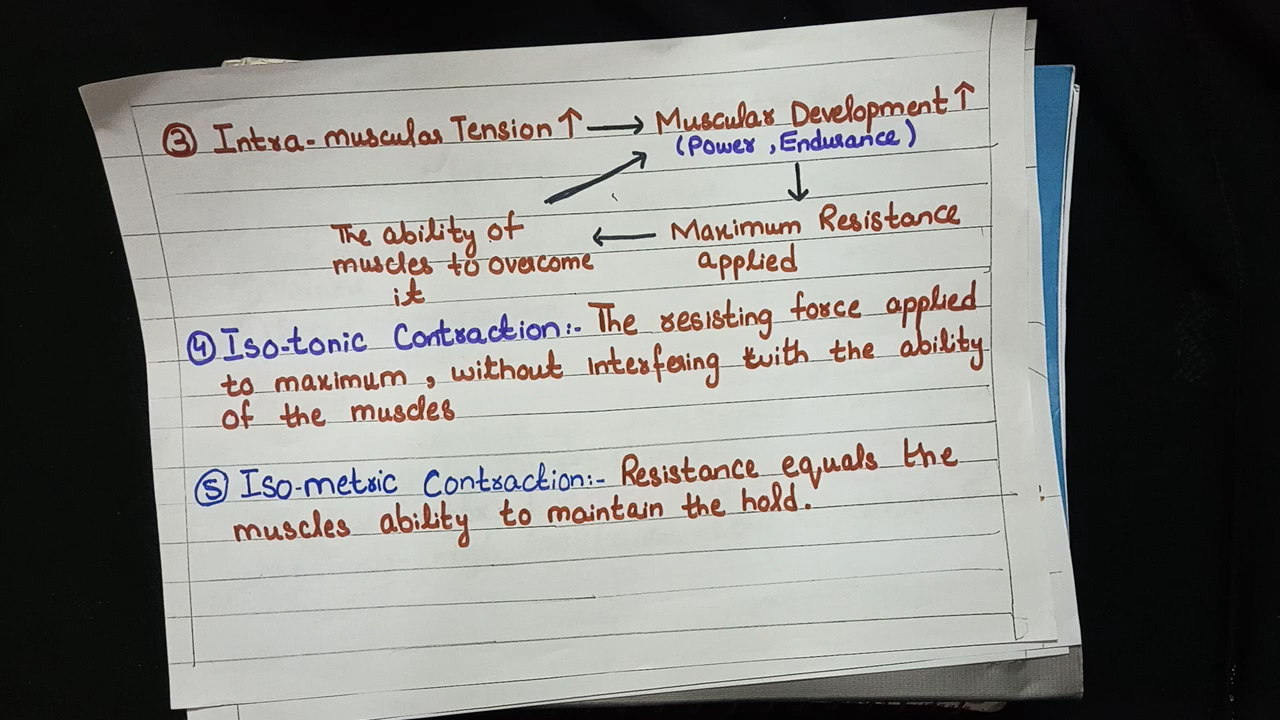 ③ Intra-muscular Tension ↑ → Muscular Development ↑
(Power, Endurance)
↓
The ability of ← Maximum Resistance
muscles to overcome applied
it
④ Iso-tonic Contraction:- The resisting force applied
to maximum, without interfering with the ability
of the muscles
⑤ Iso-metric Contraction:- Resistance equals the
muscles ability to maintain the hold.